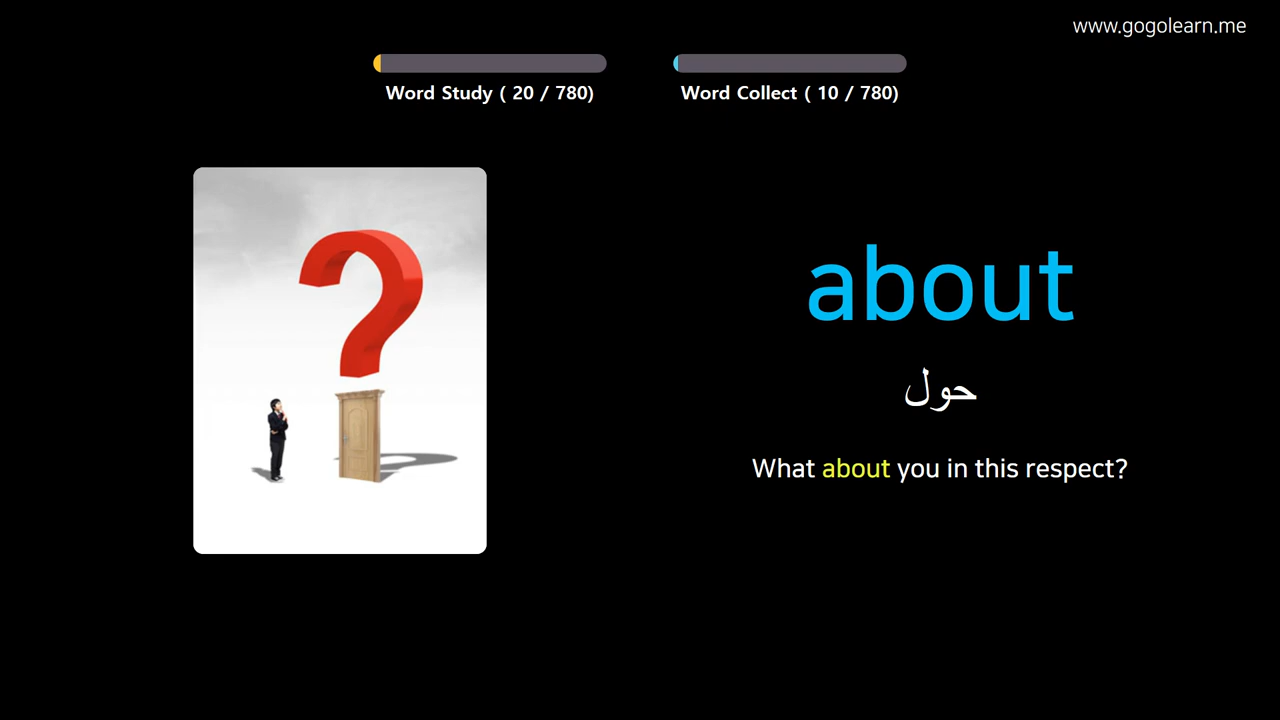 www.gogolearn.me
Word Study ( 20 / 780)
Word Collect ( 10 / 780)
about
حول
What about you in this respect?